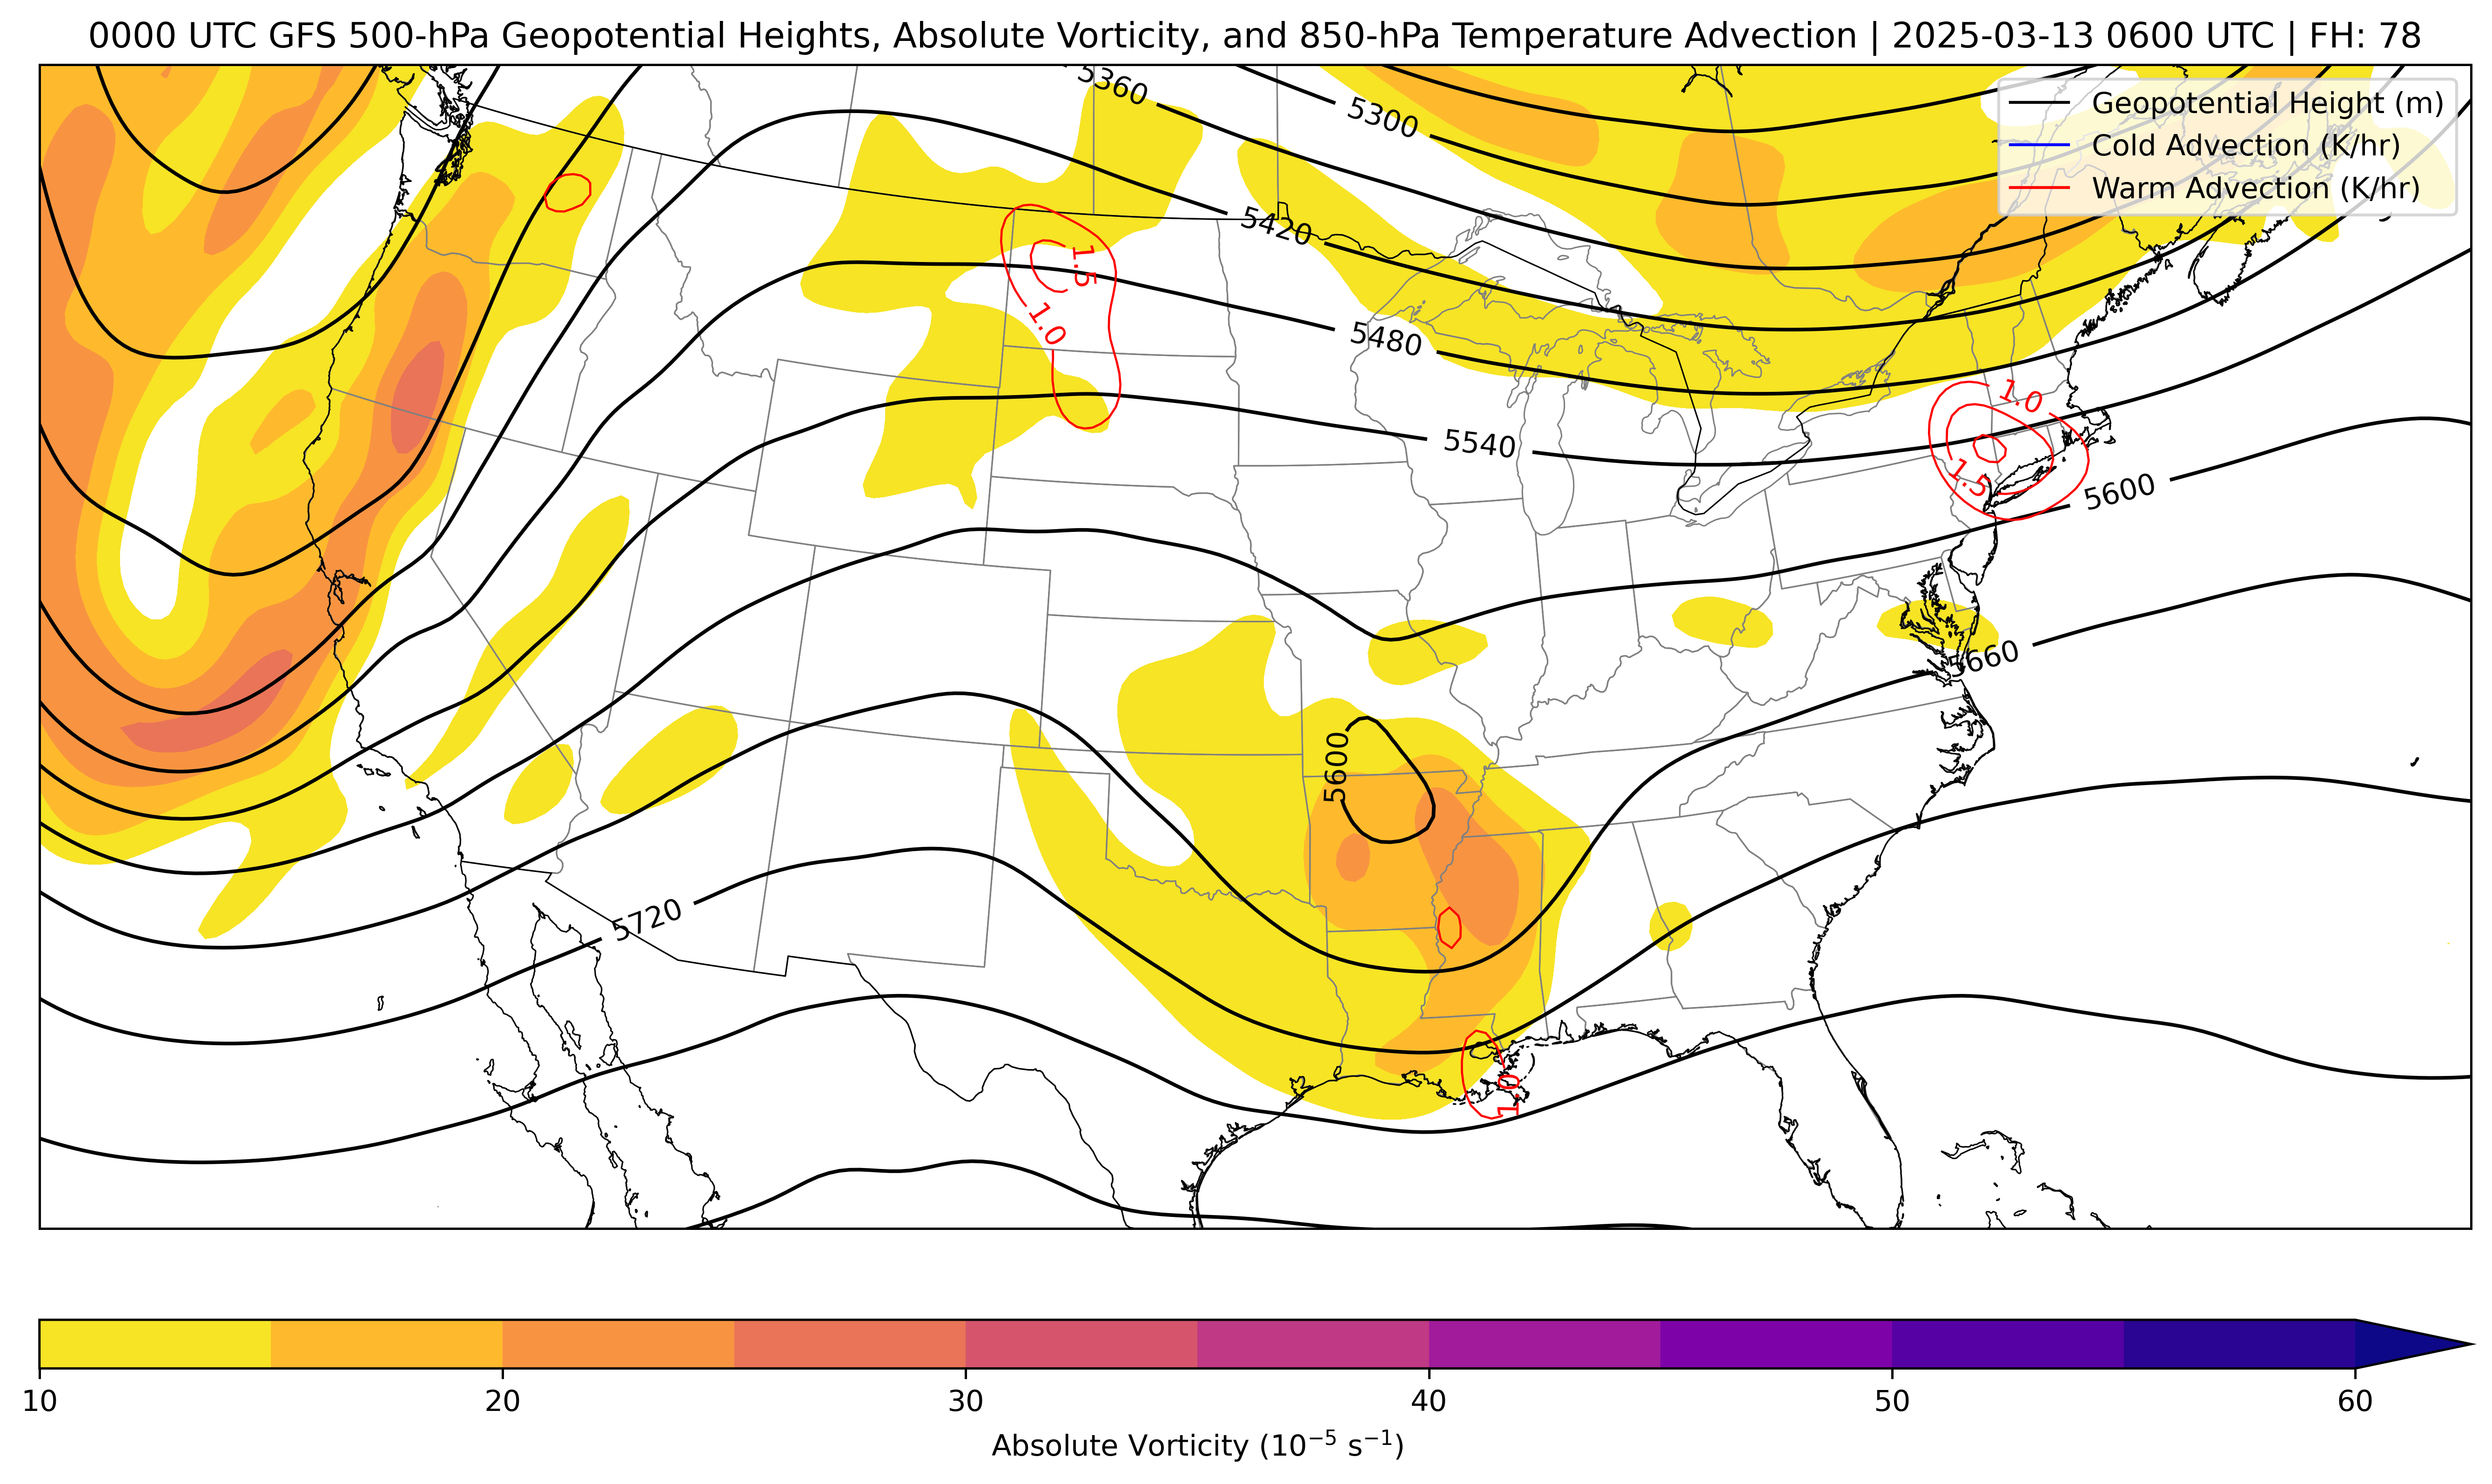 0000 UTC GFS 500-hPa Geopotential Heights, Absolute Vorticity, and 850-hPa Temperature Advection | 2025-03-13 0600 UTC | FH: 78
Geopotential Height (m)
Cold Advection (K/hr)
Warm Advection (K/hr)
5360
5300
5420
1.5
1.0
5480
1.0
5540
1.5
5600
5660
5600
5720
1.0
10 20 30 40 50 60
Absolute Vorticity (10⁻⁵ s⁻¹)